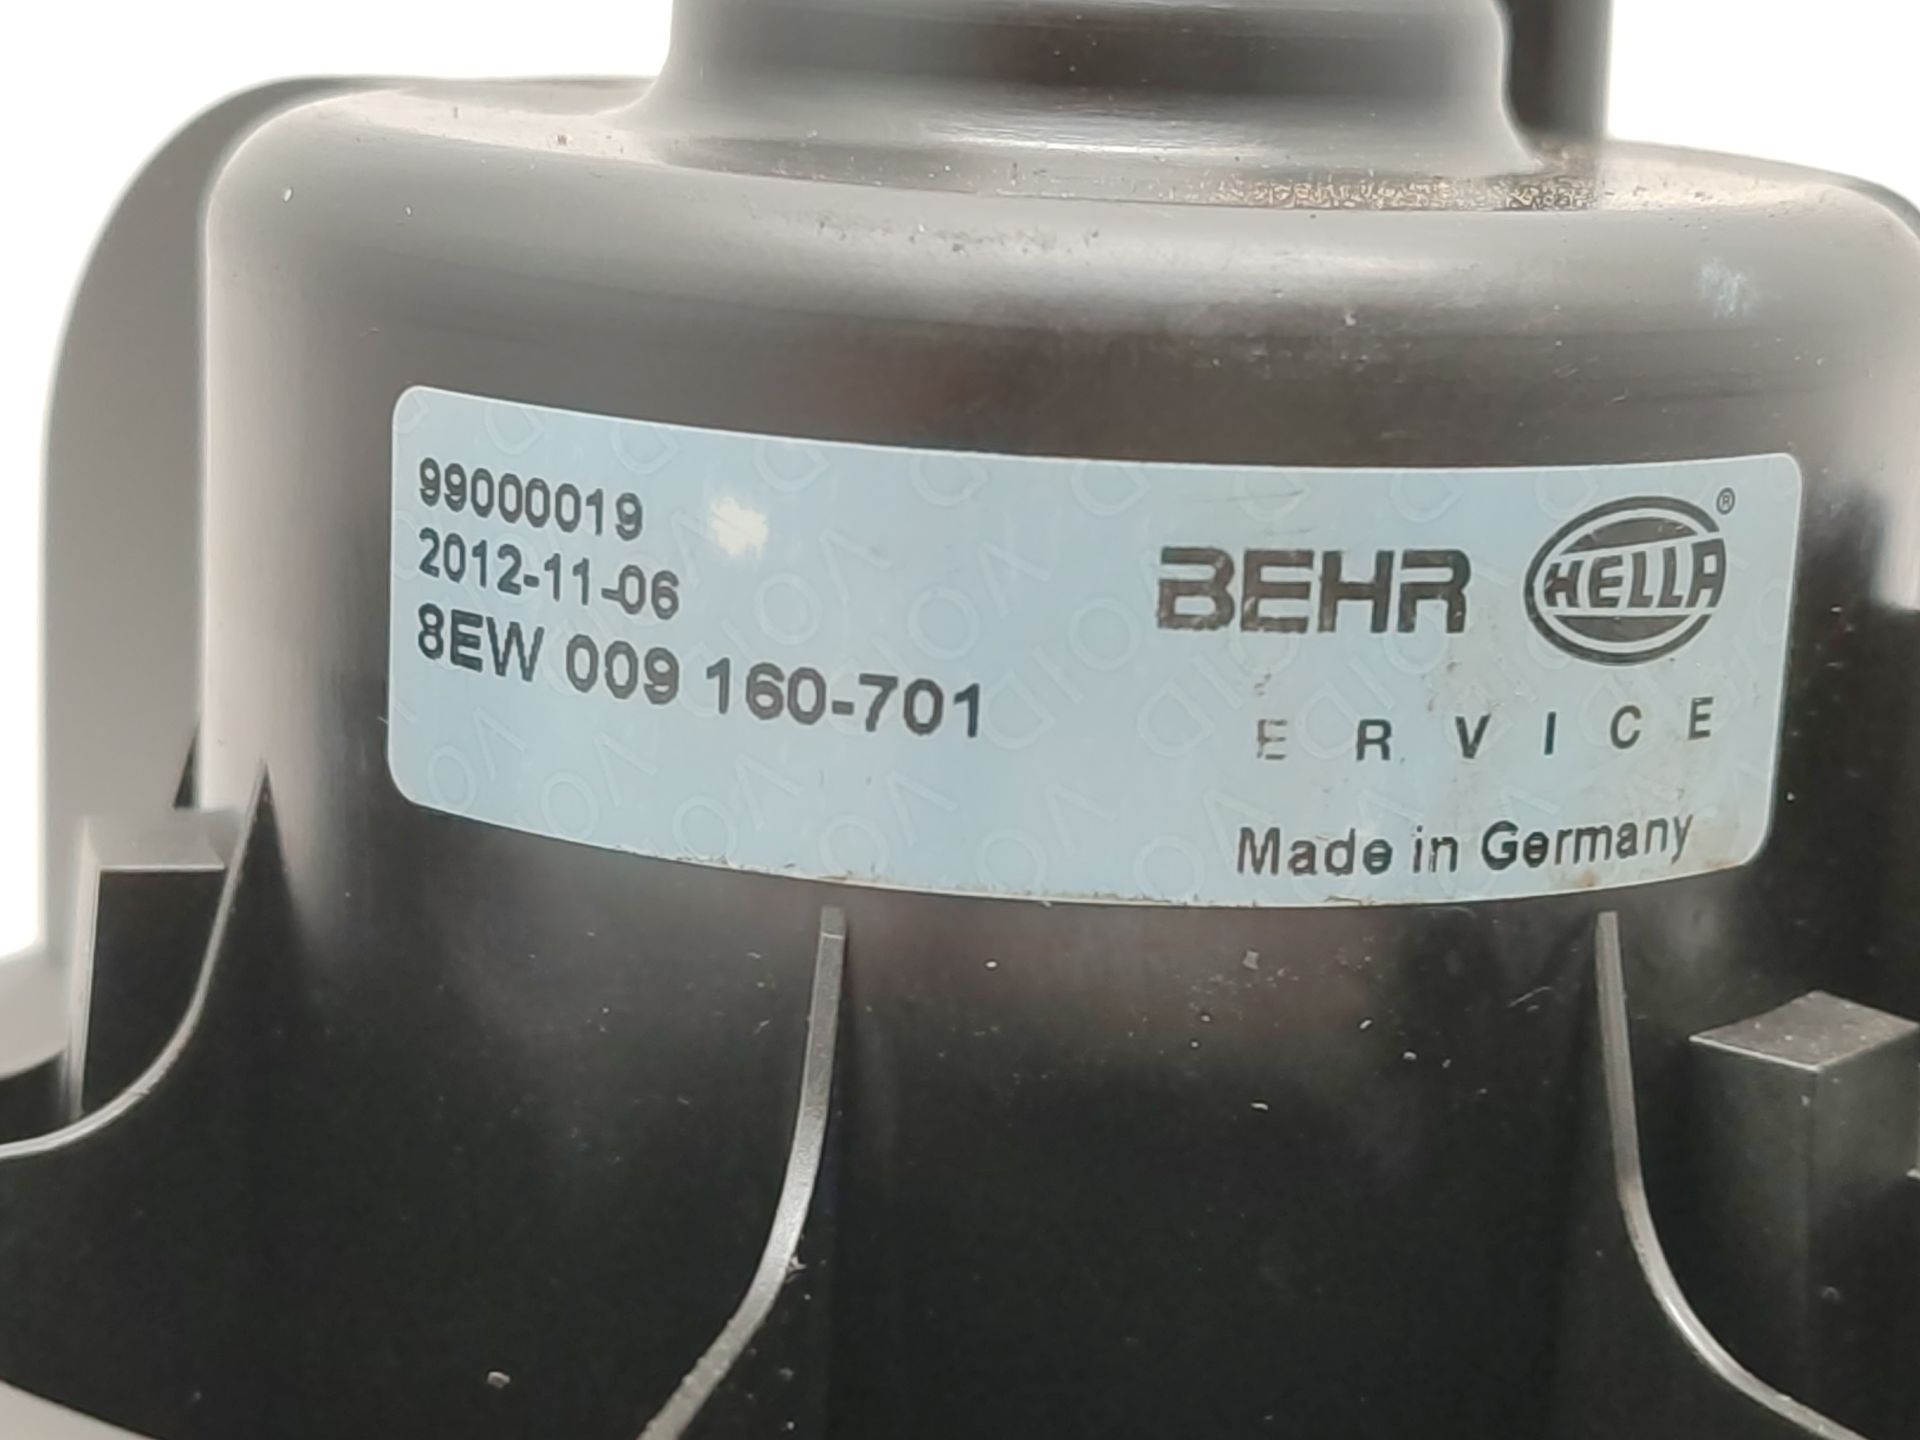 99000019
2012-11-06
8EW 009 160-701
BEHR HELLA®
ERVICE
Made in Germany